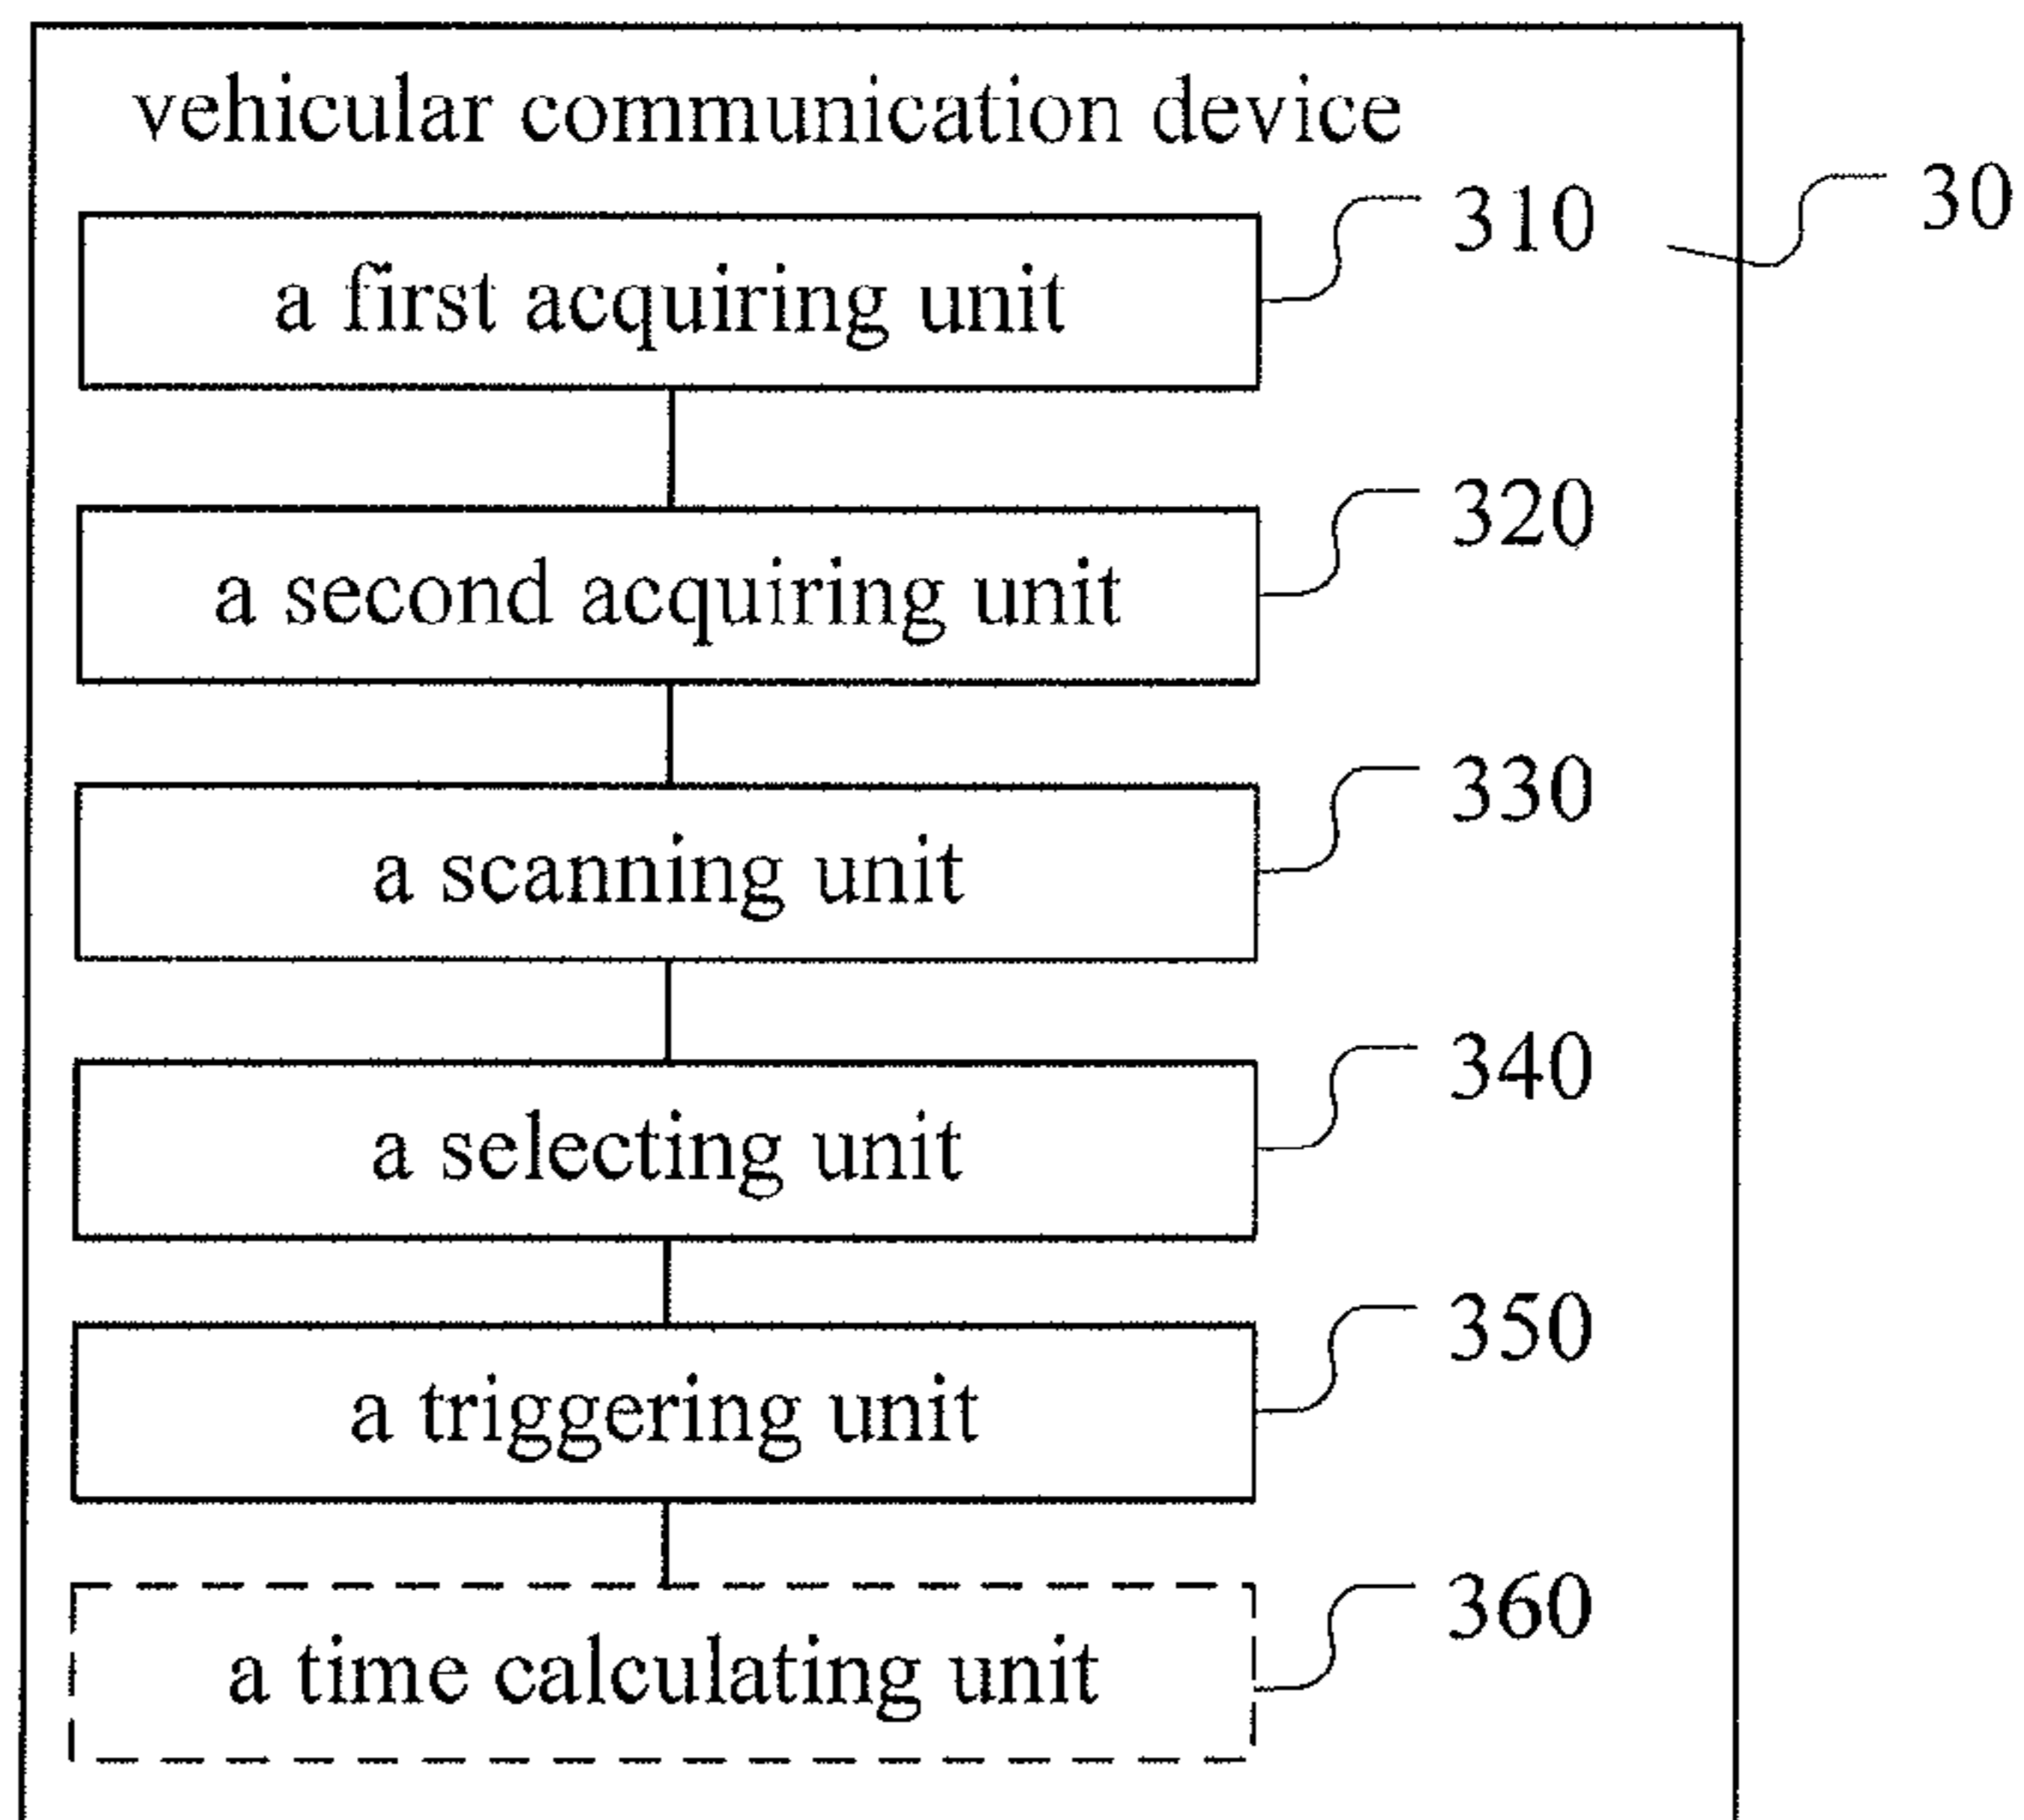 vehicular communication device
30
310
a first acquiring unit
320
a second acquiring unit
330
a scanning unit
340
a selecting unit
350
a triggering unit
360
a time calculating unit